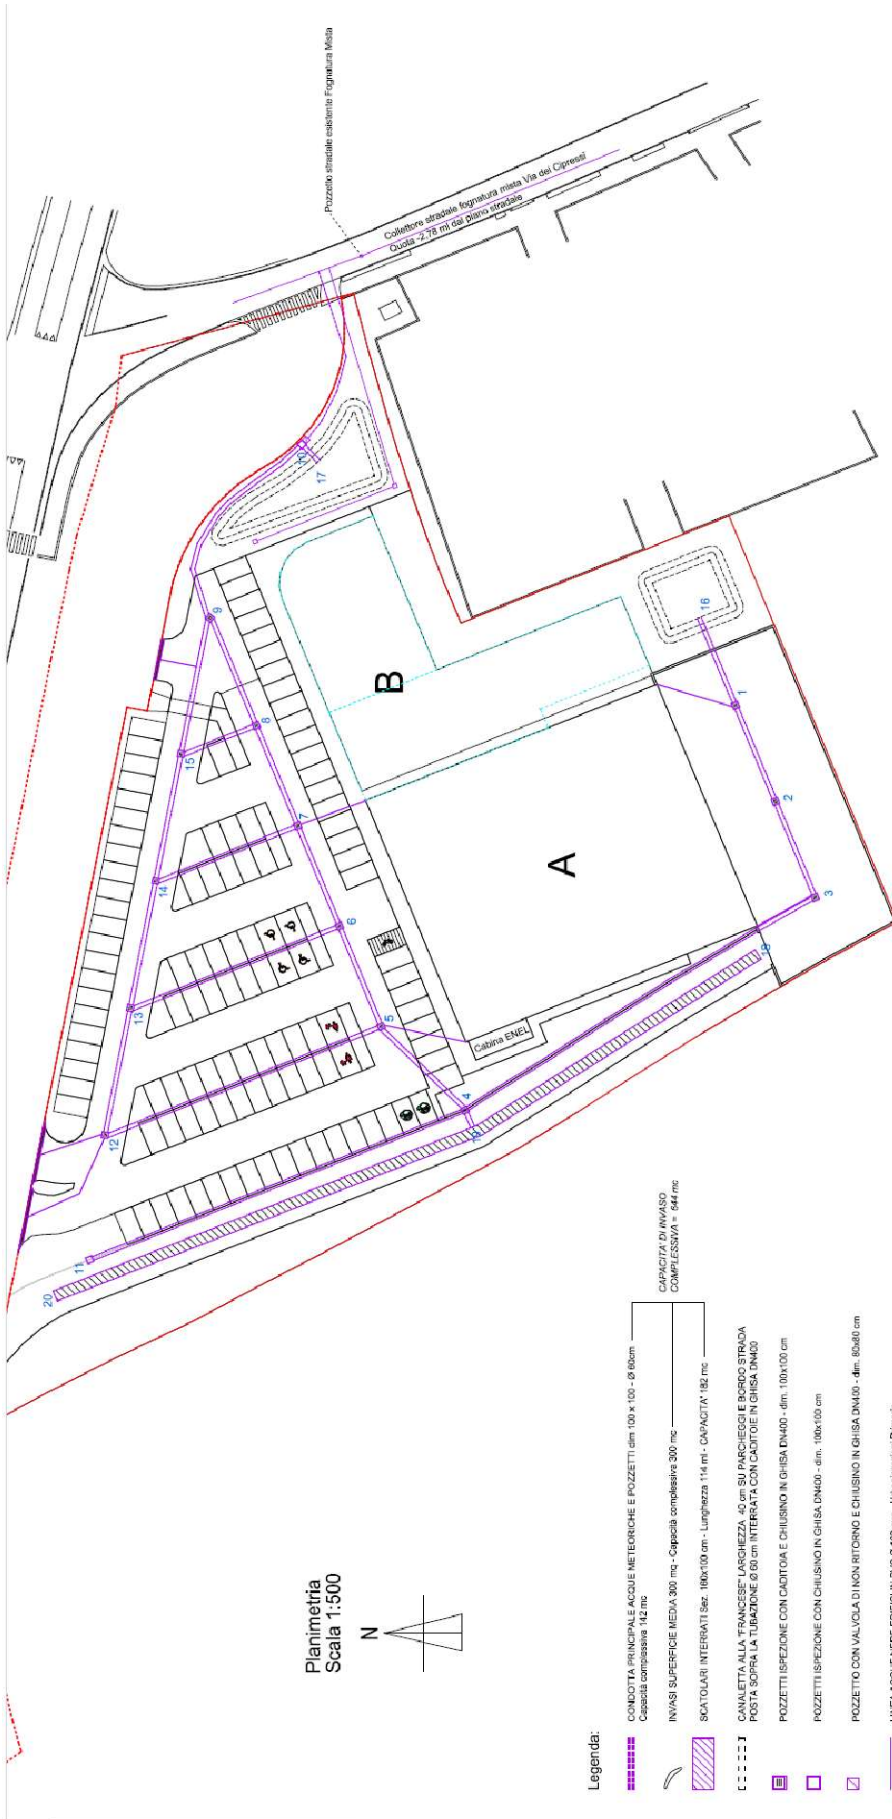 Pozzetto stradale esistente Fognatura Mista
Collettore stradale fognatura mista Via dei Cipressi
Quota -2,78 ml dal piano stradale
10
17
9
B
16
8
15
1
7
2
14
A
6
3
13
18
5
Cabina ENEL
4
12
19
11
20
Planimetria
Scala 1:500
N
Legenda:
CONDOTTA PRINCIPALE ACQUE METEORICHE E POZZETTI dim 100 x 100 - Ø 60cm
Capacità complessiva 142 mc
INVASI SUPERFICIE MEDIA 300 mq - Capacità complessiva 300 mc
SCATOLARI INTERRATI Sez. 160x100 cm - Lunghezza 114 ml - CAPACITA' 182 mc
CAPACITA' DI INVASO
COMPLESSIVA = 644 mc
CANALETTA ALLA "FRANCESE" LARGHEZZA 40 cm SU PARCHEGGI E BORDO STRADA
POSTA SOPRA LA TUBAZIONE Ø 60 cm INTERRATA CON CADITOIE IN GHISA DN400
POZZETTI ISPEZIONE CON CADITOIA E CHIUSINO IN GHISA DN400 - dim. 100x100 cm
POZZETTI ISPEZIONE CON CHIUSINO IN GHISA DN400 - dim. 100x100 cm
POZZETTO CON VALVOLA DI NON RITORNO E CHIUSINO IN GHISA DN400 - dim. 80x80 cm